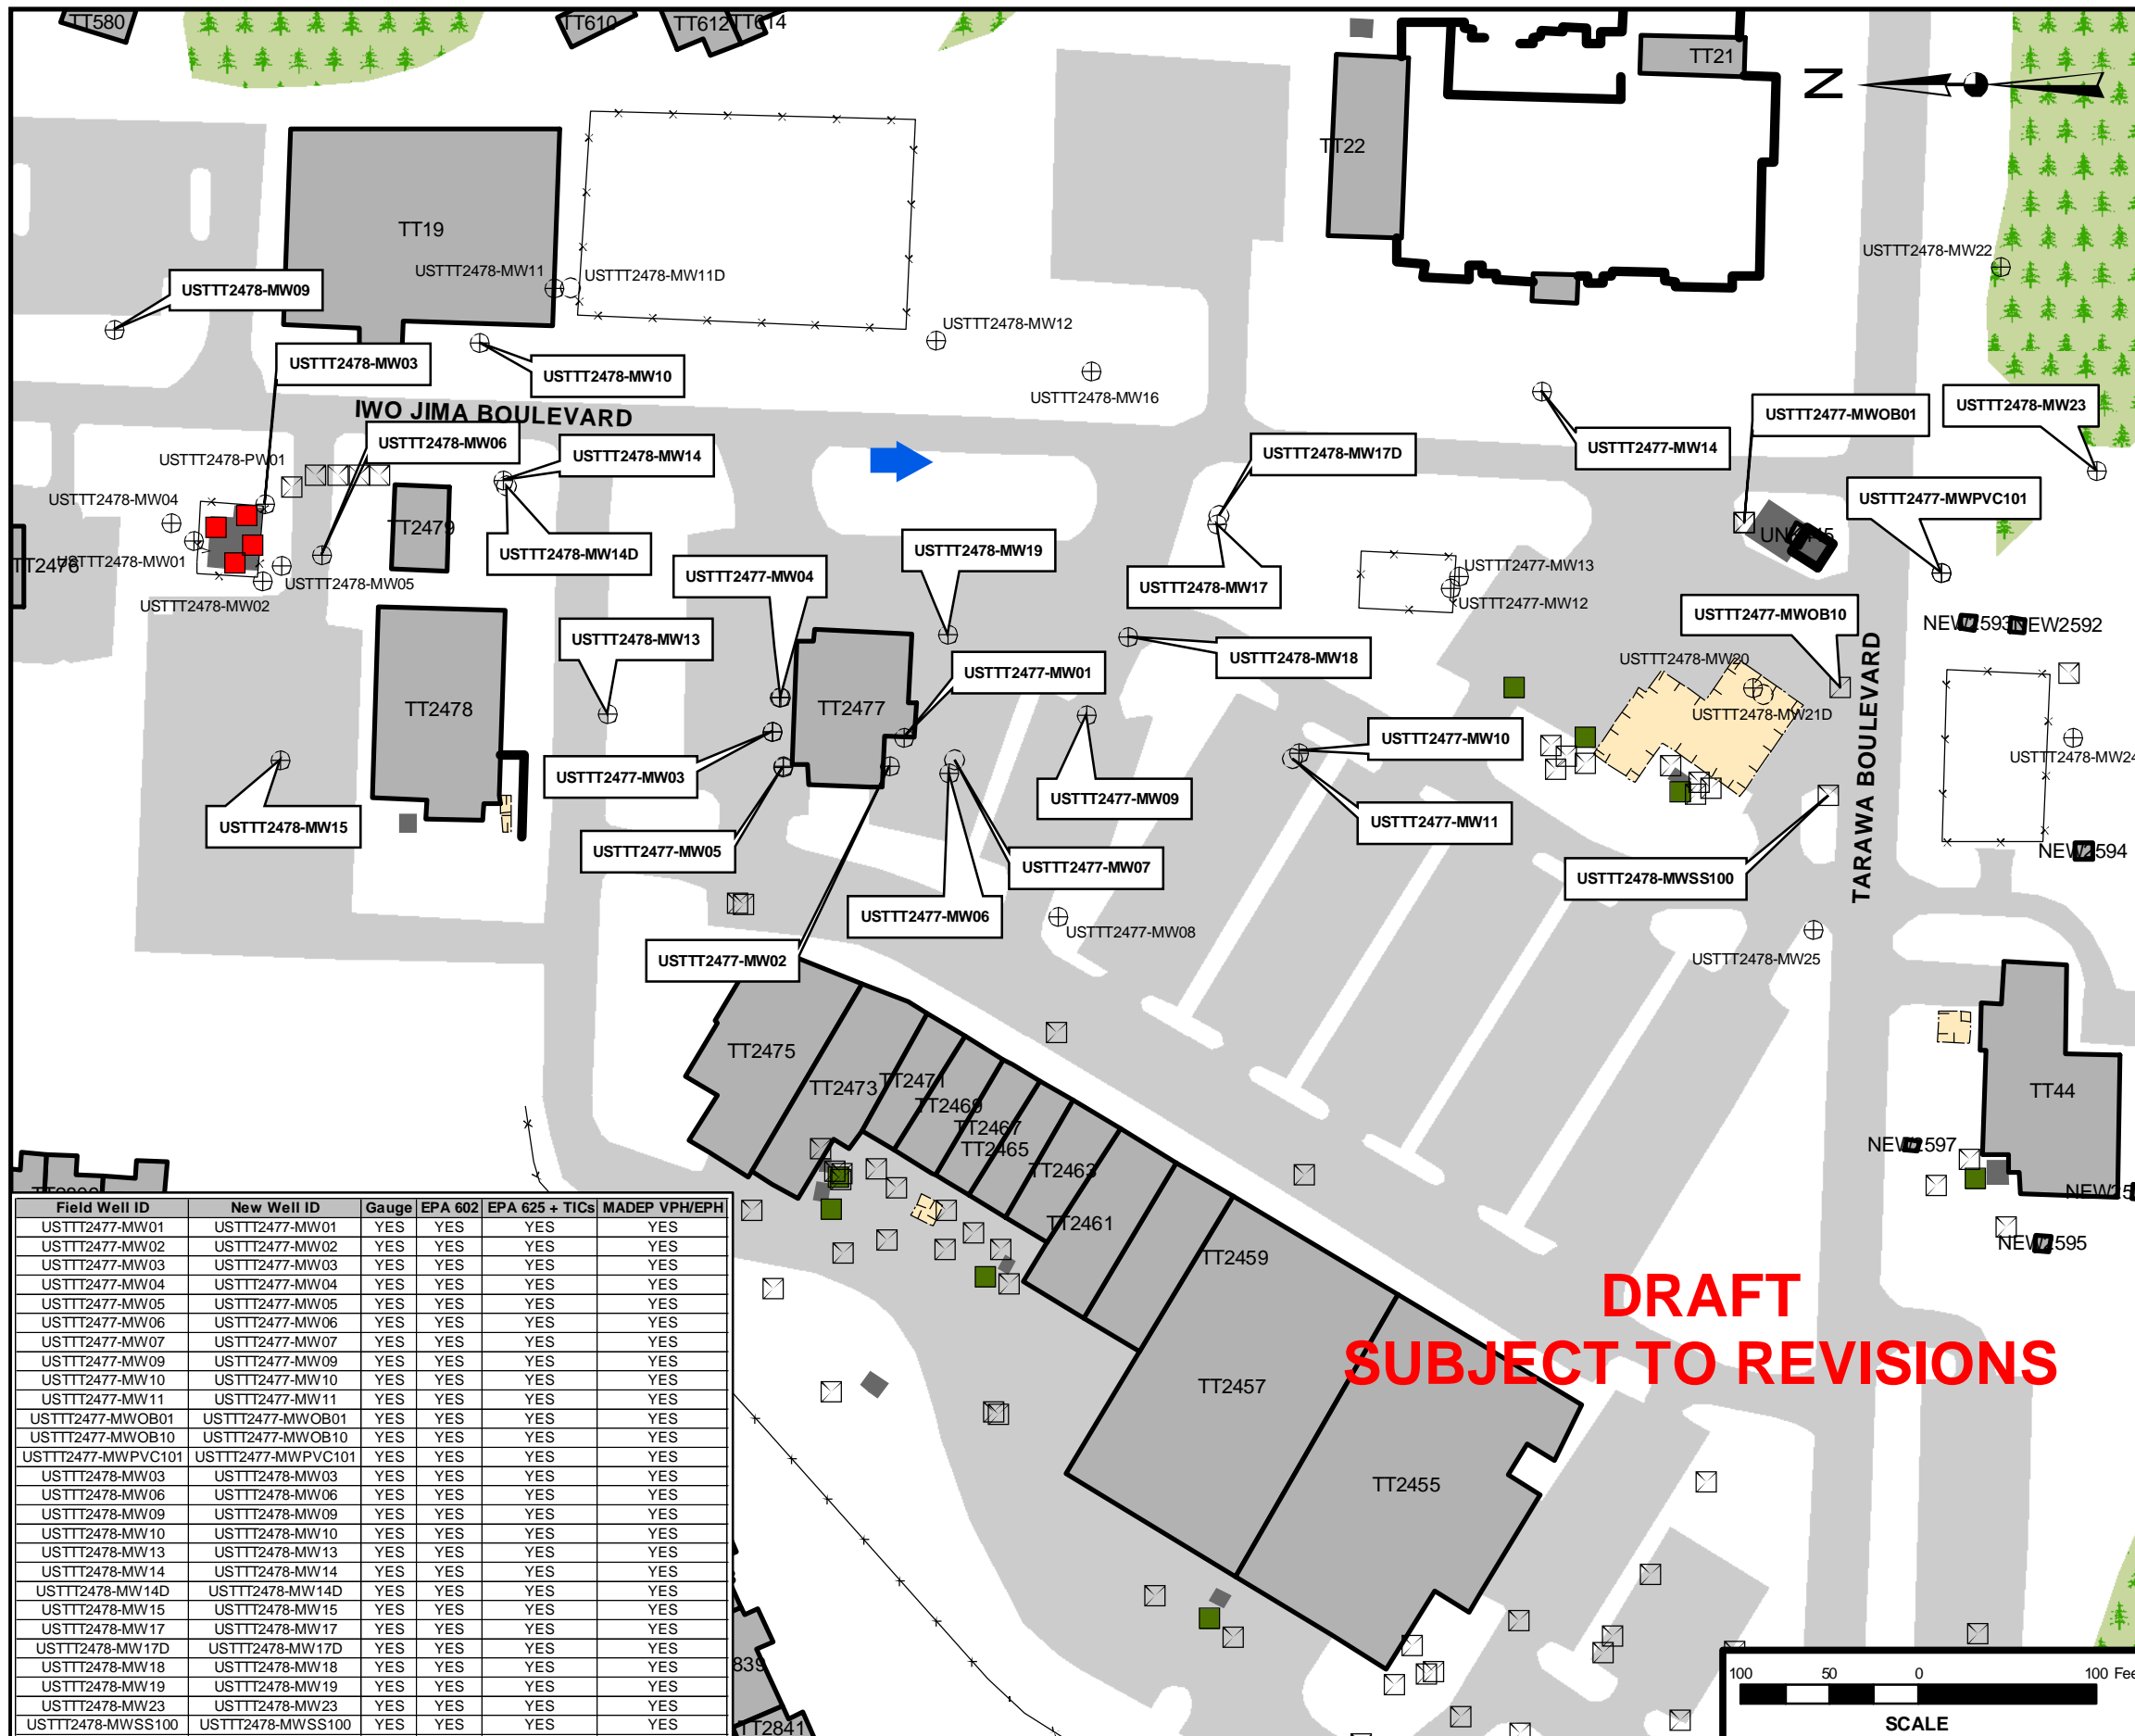 TT580
TT610
TT612
TT614
TT21
N
TT22
TT19
USTTT2478-MW11
USTTT2478-MW11D
USTTT2478-MW22
USTTT2478-MW09
USTTT2478-MW12
USTTT2478-MW03
USTTT2478-MW10
USTTT2478-MW16
IWO JIMA BOULEVARD
USTTT2477-MWOB01
USTTT2478-MW23
USTTT2478-MW06
USTTT2478-MW14
USTTT2478-MW17D
USTTT2477-MW14
USTTT2478-PW01
USTTT2478-MW04
USTTT2477-MWPVC101
TT2479
USTTT2478-MW14D
USTTT2478-MW19
TT2476
USTTT2478-MW01
USTTT2478-MW05
USTTT2478-MW02
USTTT2477-MW04
USTTT2478-MW17
USTTT2477-MW13
USTTT2477-MW12
USTTT2477-MWOB10
NEW2593
NEW2592
USTTT2478-MW13
USTTT2478-MW18
USTTT2478-MW20
USTTT2477-MW01
TT2478
TT2477
USTTT2478-MW21D
USTTT2477-MW10
TARAWA BOULEVARD
USTTT2478-MW24
USTTT2477-MW03
USTTT2477-MW09
USTTT2478-MW15
USTTT2477-MW11
USTTT2477-MW05
USTTT2477-MW07
NEW2594
USTTT2478-MWSS100
USTTT2477-MW06
USTTT2477-MW08
USTTT2477-MW02
USTTT2478-MW25
TT2475
TT2473
TT2471
TT2469
TT2467
TT2465
TT2463
TT2461
TT2459
TT2457
TT2455
TT44
NEW2597
NEW2595
DRAFT
SUBJECT TO REVISIONS
Field Well ID New Well ID Gauge EPA 602 EPA 625 + TICs MADEP VPH/EPH
USTTT2477-MW01 USTTT2477-MW01 YES YES YES YES
USTTT2477-MW02 USTTT2477-MW02 YES YES YES YES
USTTT2477-MW03 USTTT2477-MW03 YES YES YES YES
USTTT2477-MW04 USTTT2477-MW04 YES YES YES YES
USTTT2477-MW05 USTTT2477-MW05 YES YES YES YES
USTTT2477-MW06 USTTT2477-MW06 YES YES YES YES
USTTT2477-MW07 USTTT2477-MW07 YES YES YES YES
USTTT2477-MW09 USTTT2477-MW09 YES YES YES YES
USTTT2477-MW10 USTTT2477-MW10 YES YES YES YES
USTTT2477-MW11 USTTT2477-MW11 YES YES YES YES
USTTT2477-MWOB01 USTTT2477-MWOB01 YES YES YES YES
USTTT2477-MWOB10 USTTT2477-MWOB10 YES YES YES YES
USTTT2477-MWPVC101 USTTT2477-MWPVC101 YES YES YES YES
USTTT2478-MW03 USTTT2478-MW03 YES YES YES YES
USTTT2478-MW06 USTTT2478-MW06 YES YES YES YES
USTTT2478-MW09 USTTT2478-MW09 YES YES YES YES
USTTT2478-MW10 USTTT2478-MW10 YES YES YES YES
USTTT2478-MW13 USTTT2478-MW13 YES YES YES YES
USTTT2478-MW14 USTTT2478-MW14 YES YES YES YES
USTTT2478-MW14D USTTT2478-MW14D YES YES YES YES
USTTT2478-MW15 USTTT2478-MW15 YES YES YES YES
USTTT2478-MW17 USTTT2478-MW17 YES YES YES YES
USTTT2478-MW17D USTTT2478-MW17D YES YES YES YES
USTTT2478-MW18 USTTT2478-MW18 YES YES YES YES
USTTT2478-MW19 USTTT2478-MW19 YES YES YES YES
USTTT2478-MW23 USTTT2478-MW23 YES YES YES YES
USTTT2478-MWSS100 USTTT2478-MWSS100 YES YES YES YES
TT2841
100 50 0 100 Fee
SCALE